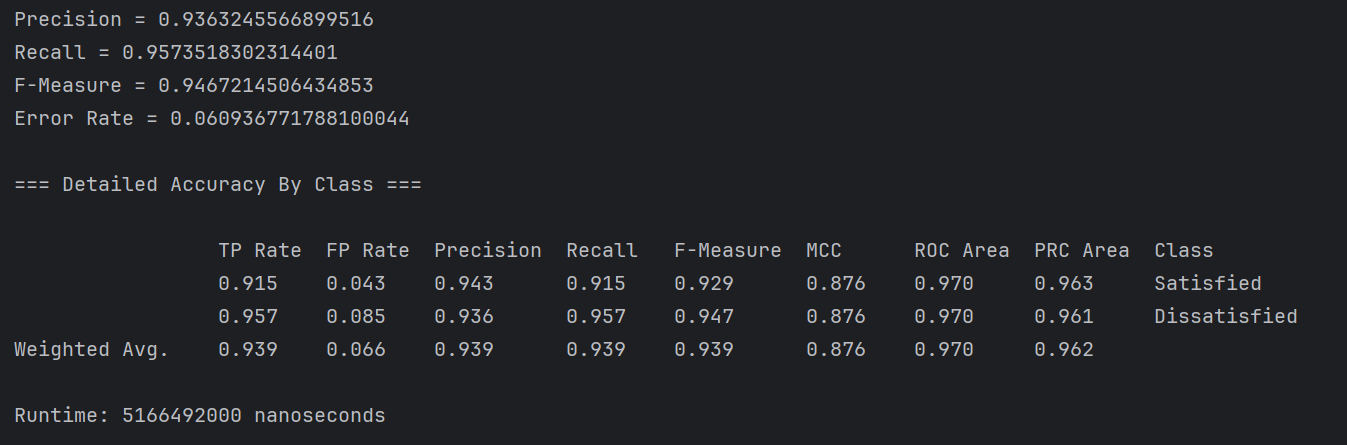 Precision = 0.9363245566899516
Recall = 0.9573518302314401
F-Measure = 0.9467214506434853
Error Rate = 0.060936771788100044
=== Detailed Accuracy By Class ===
TP Rate  FP Rate  Precision  Recall   F-Measure  MCC      ROC Area  PRC Area  Class
0.915    0.043    0.943      0.915    0.929      0.876    0.970     0.963     Satisfied
0.957    0.085    0.936      0.957    0.947      0.876    0.970     0.961     Dissatisfied
Weighted Avg.    0.939    0.066    0.939      0.939    0.939      0.876    0.970     0.962
Runtime: 5166492000 nanoseconds